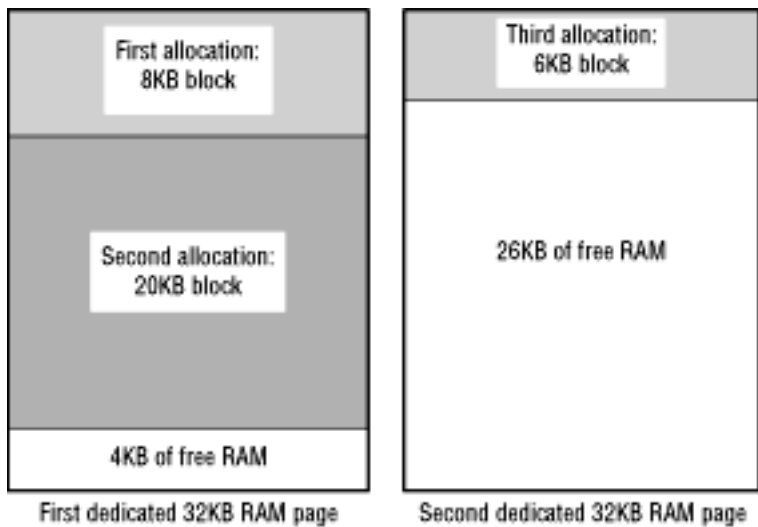 First allocation:
8KB block
Second allocation:
20KB block
4KB of free RAM
First dedicated 32KB RAM page
Third allocation:
6KB block
26KB of free RAM
Second dedicated 32KB RAM page